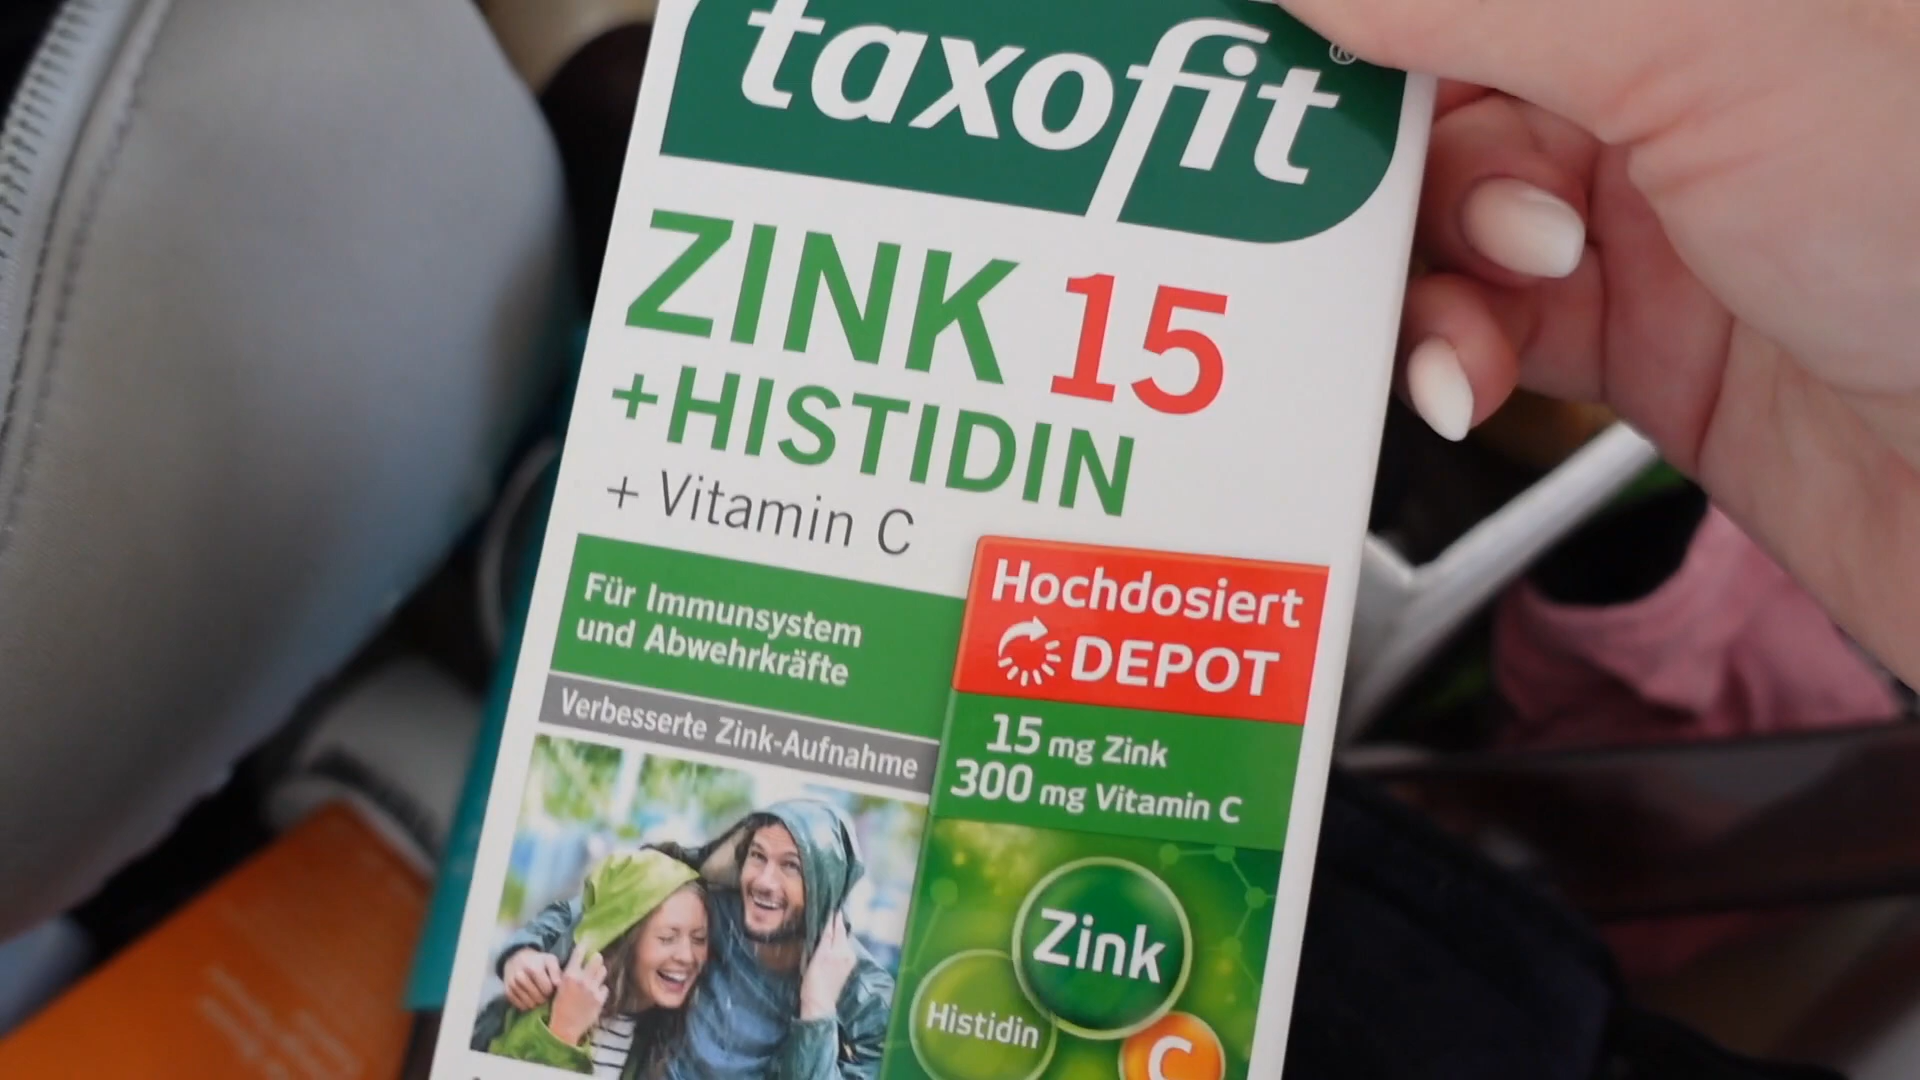 taxofit®
ZINK 15
+HISTIDIN
+ Vitamin C
Für Immunsystem
und Abwehrkräfte
Verbesserte Zink-Aufnahme
Hochdosiert
DEPOT
15 mg Zink
300 mg Vitamin C
Zink
Histidin
C